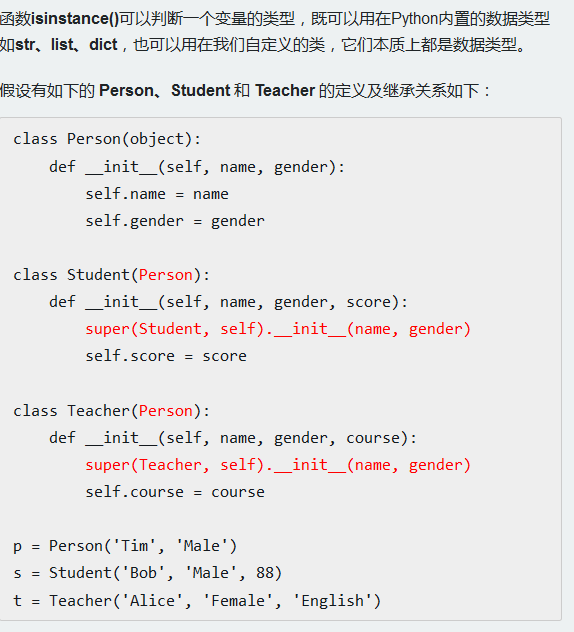 函数isinstance()可以判断一个变量的类型，既可以用在Python内置的数据类型
如str、list、dict，也可以用在我们自定义的类，它们本质上都是数据类型。
假设有如下的 Person、Student 和 Teacher 的定义及继承关系如下：
class Person(object):
    def __init__(self, name, gender):
        self.name = name
        self.gender = gender
class Student(Person):
    def __init__(self, name, gender, score):
        super(Student, self).__init__(name, gender)
        self.score = score
class Teacher(Person):
    def __init__(self, name, gender, course):
        super(Teacher, self).__init__(name, gender)
        self.course = course
p = Person('Tim', 'Male')
s = Student('Bob', 'Male', 88)
t = Teacher('Alice', 'Female', 'English')